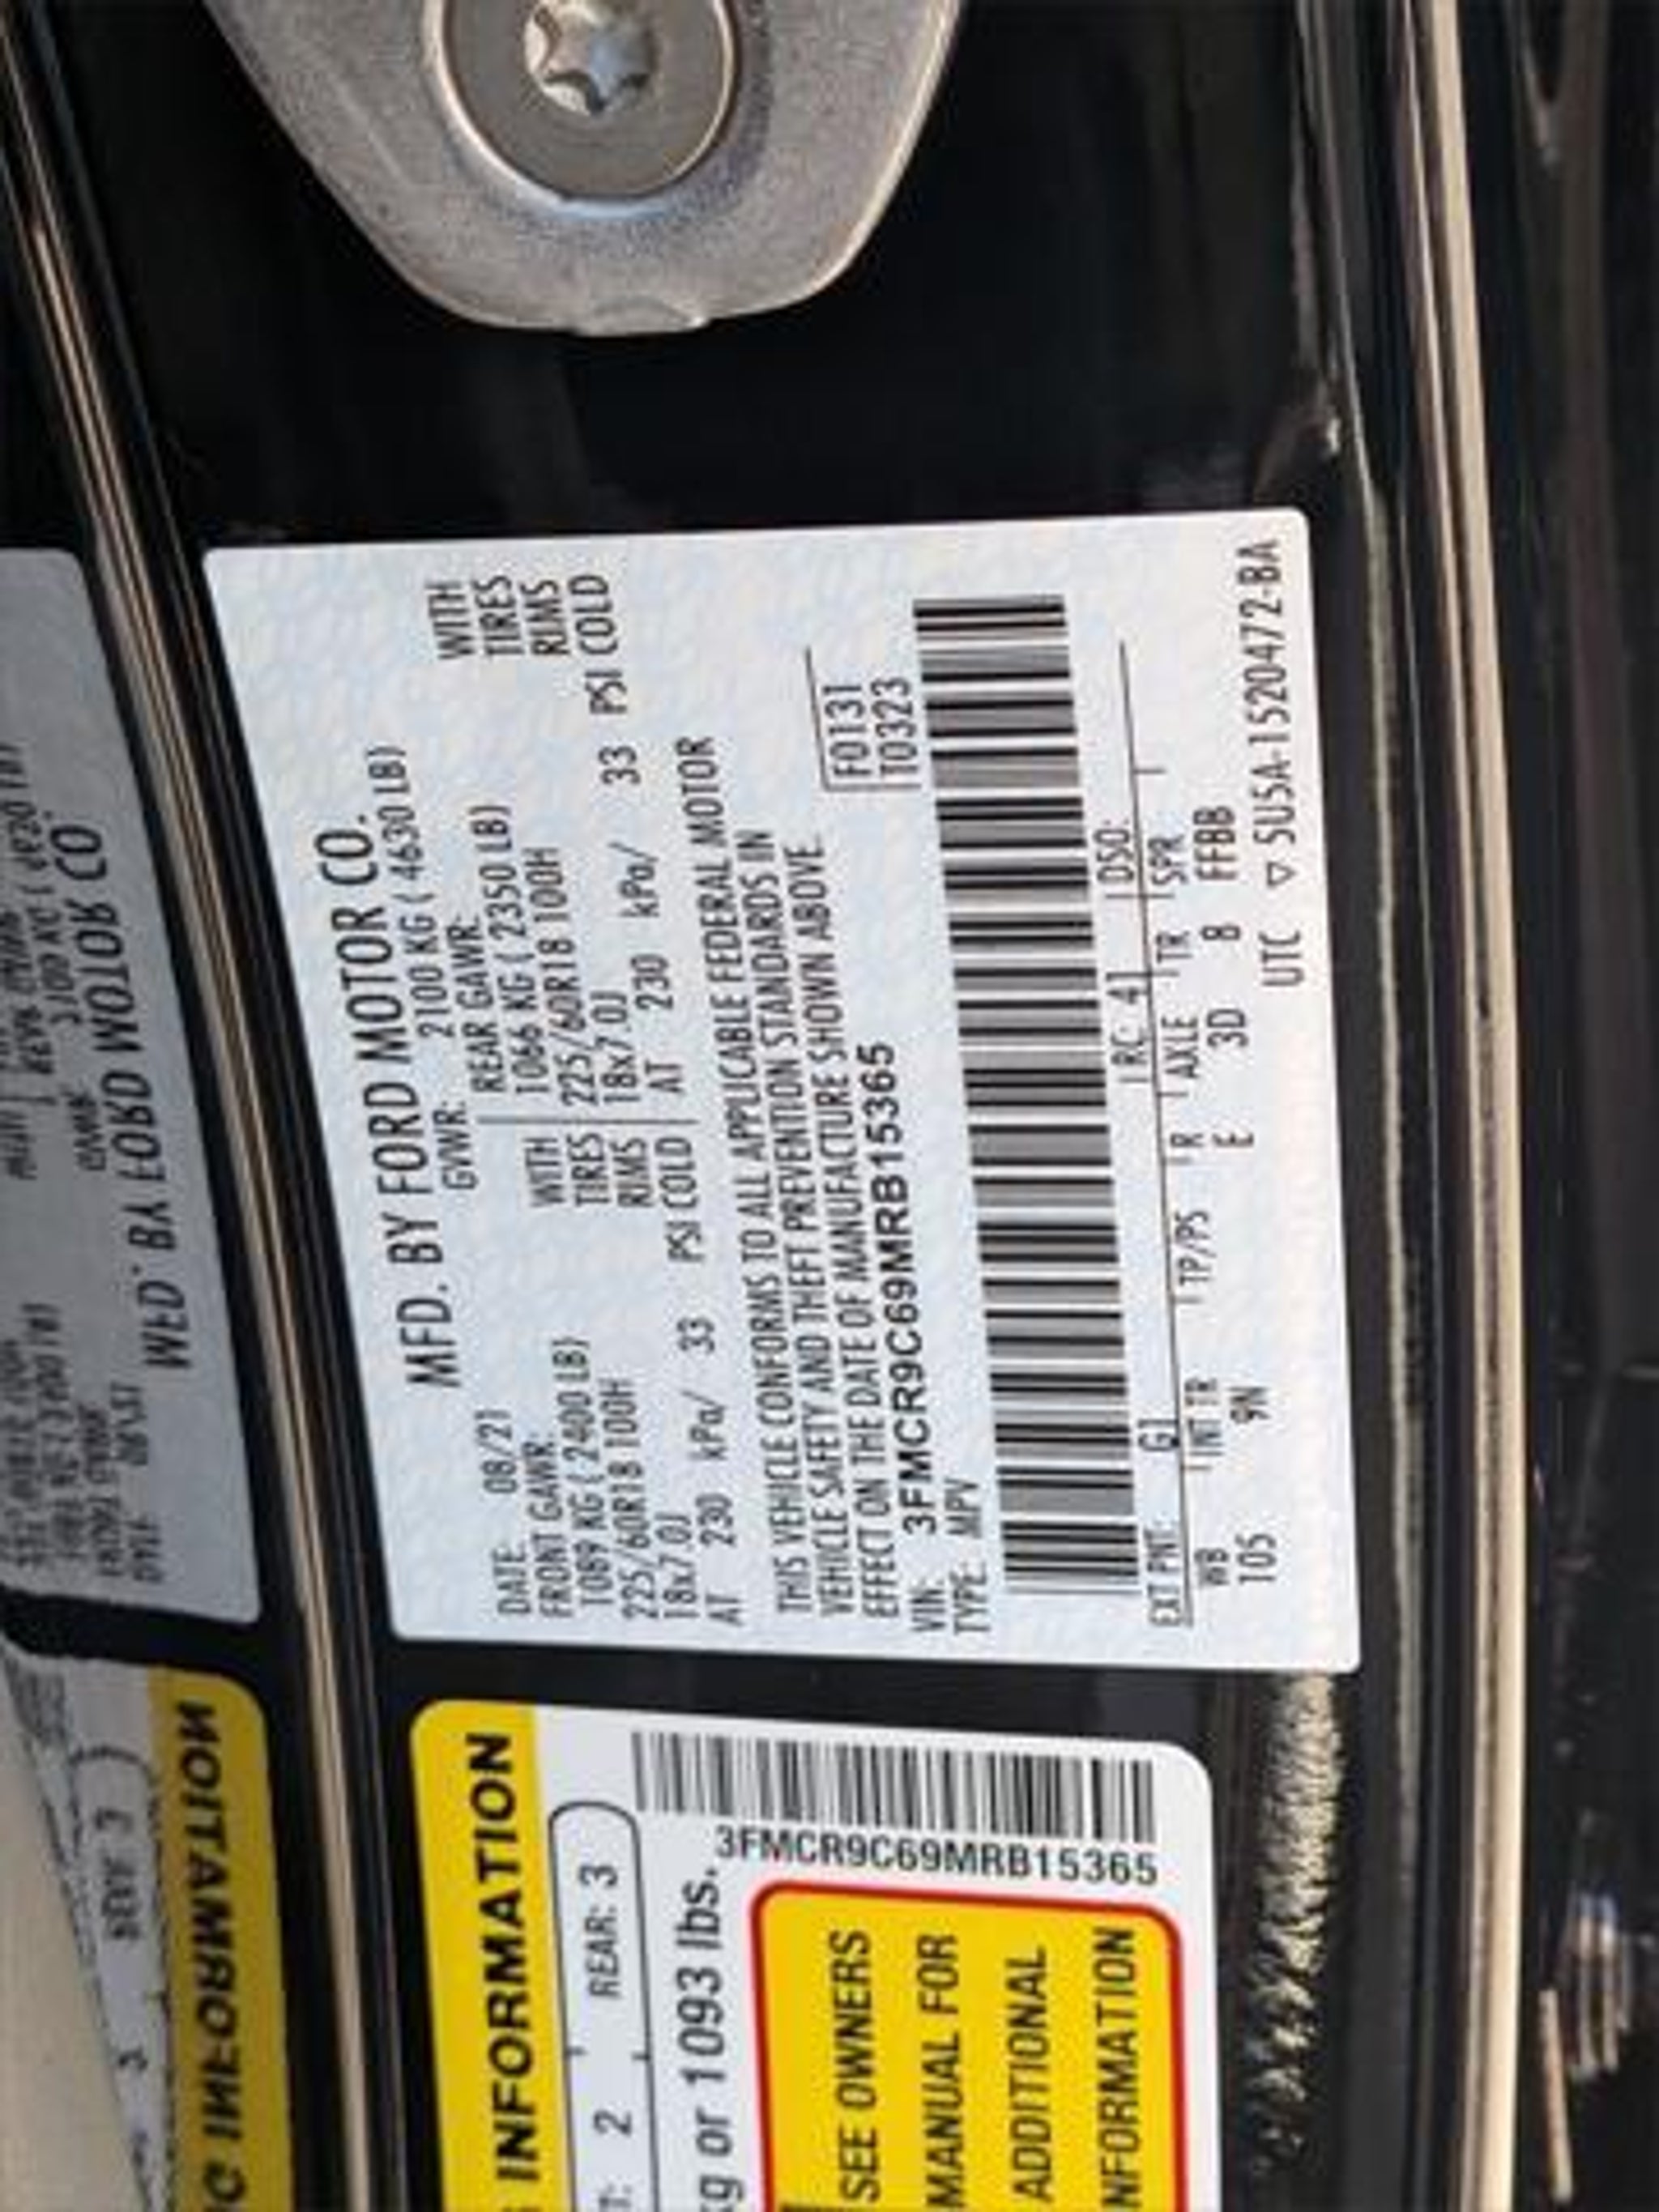 MFD. BY FORD MOTOR CO.
DATE: 08/21 GVWR: 2100 KG ( 4630 LB)
FRONT GAWR: REAR GAWR:
1089 KG ( 2400 LB) WITH 1066 KG ( 2350 LB) WITH
225/60R18 100H TIRES 225/60R18 100H TIRES
18x7.0J RIMS 18x7.0J RIMS
AT 230 kPa/ 33 PSI COLD AT 230 kPa/ 33 PSI COLD
THIS VEHICLE CONFORMS TO ALL APPLICABLE FEDERAL MOTOR
VEHICLE SAFETY AND THEFT PREVENTION STANDARDS IN
EFFECT ON THE DATE OF MANUFACTURE SHOWN ABOVE.
VIN: 3FMCR9C69MRB15365 F0131
TYPE: MPV T0323
EXT PNT: G1 RC: 41 DSO:
WB INT TR TP/PS R AXLE TR SPR
105 9N E 3D 8 FFBB
UTC ▽ SU5A-1520472-BA
INFORMATION
2 REAR: 3
kg or 1093 lbs.
3FMCR9C69MRB15365
SEE OWNERS
MANUAL FOR
ADDITIONAL
INFORMATION